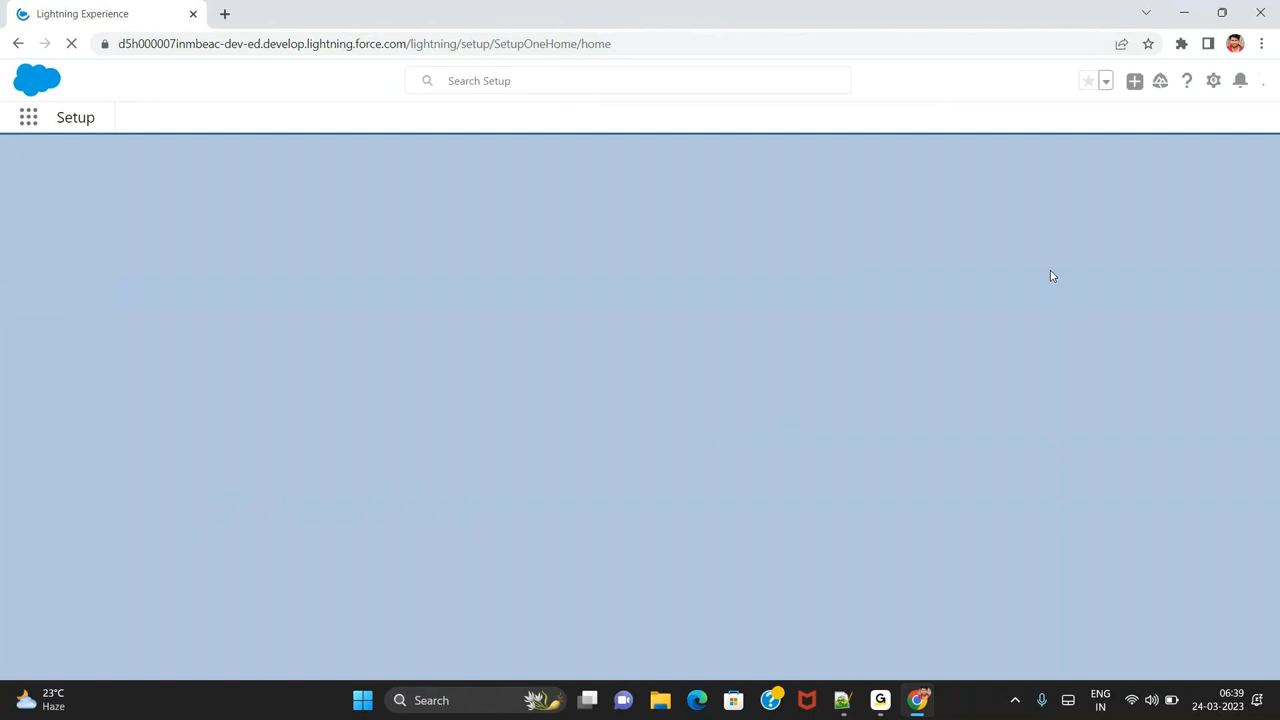 Lightning Experience
d5h000007inmbeac-dev-ed.develop.lightning.force.com/lightning/setup/SetupOneHome/home
Search Setup
Setup
23°C
Haze
Search
ENG
IN
06:39
24-03-2023